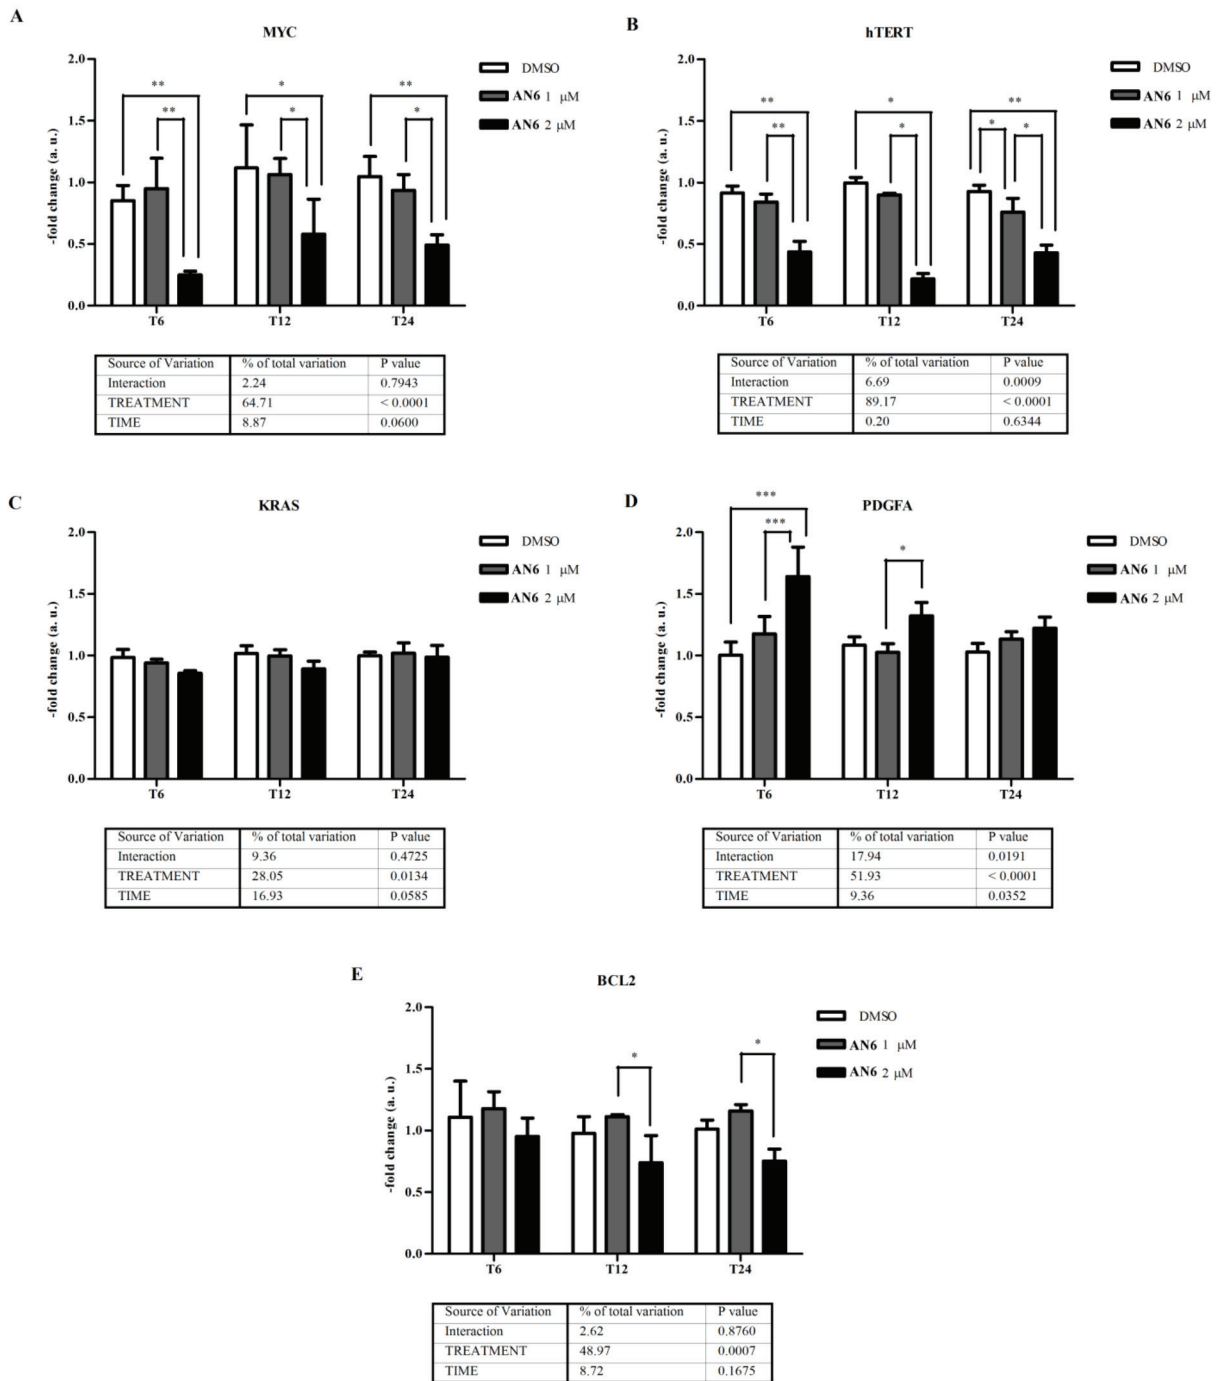 A
MYC
2.0
1.5
1.0
0.5
0.0
-fold change (a. u.)
** ** * * ** *
T6 T12 T24
DMSO
AN6 1 μM
AN6 2 μM
Source of Variation % of total variation P value
Interaction 2.24 0.7943
TREATMENT 64.71 < 0.0001
TIME 8.87 0.0600
B
hTERT
2.0
1.5
1.0
0.5
0.0
-fold change (a. u.)
** ** * * ** * *
T6 T12 T24
DMSO
AN6 1 μM
AN6 2 μM
Source of Variation % of total variation P value
Interaction 6.69 0.0009
TREATMENT 89.17 < 0.0001
TIME 0.20 0.6344
C
KRAS
2.0
1.5
1.0
0.5
0.0
-fold change (a. u.)
T6 T12 T24
DMSO
AN6 1 μM
AN6 2 μM
Source of Variation % of total variation P value
Interaction 9.36 0.4725
TREATMENT 28.05 0.0134
TIME 16.93 0.0585
D
PDGFA
2.0
1.5
1.0
0.5
0.0
-fold change (a. u.)
*** *** *
T6 T12 T24
DMSO
AN6 1 μM
AN6 2 μM
Source of Variation % of total variation P value
Interaction 17.94 0.0191
TREATMENT 51.93 < 0.0001
TIME 9.36 0.0352
E
BCL2
2.0
1.5
1.0
0.5
0.0
-fold change (a. u.)
* *
T6 T12 T24
DMSO
AN6 1 μM
AN6 2 μM
Source of Variation % of total variation P value
Interaction 2.62 0.8760
TREATMENT 48.97 0.0007
TIME 8.72 0.1675